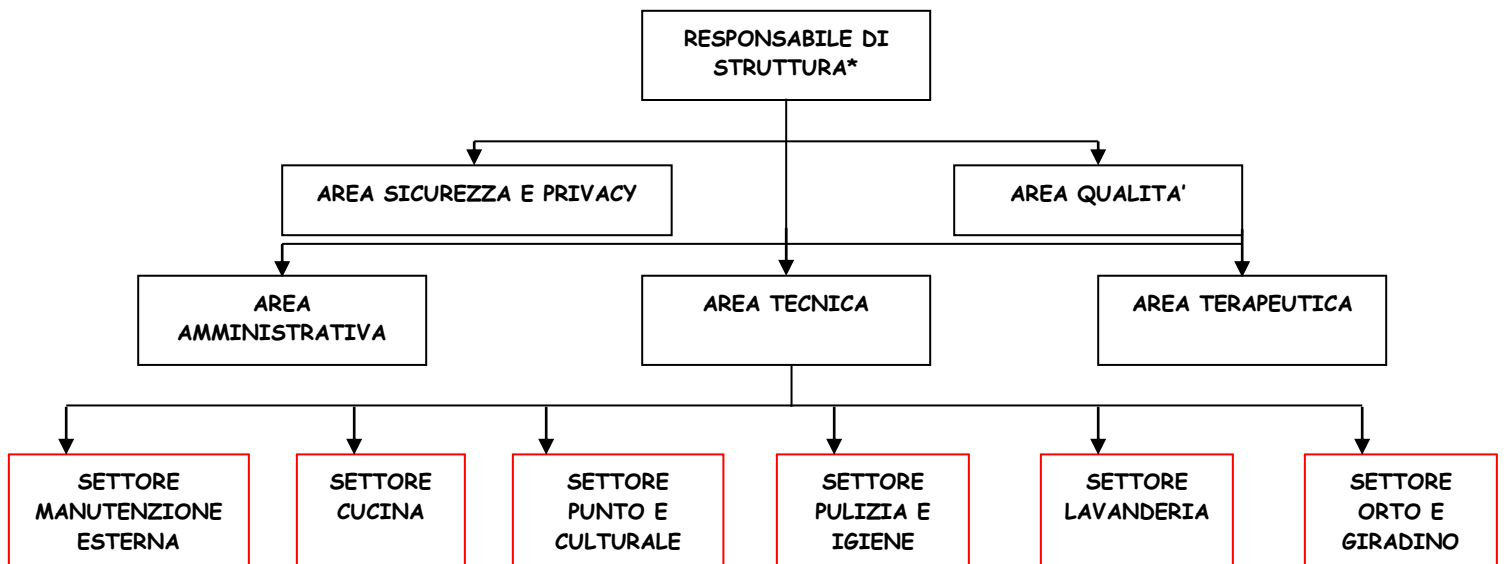 RESPONSABILE DI
STRUTTURA*
AREA SICUREZZA E PRIVACY
AREA QUALITA'
AREA
AMMINISTRATIVA
AREA TECNICA
AREA TERAPEUTICA
SETTORE
MANUTENZIONE
ESTERNA
SETTORE
CUCINA
SETTORE
PUNTO E
CULTURALE
SETTORE
PULIZIA E
IGIENE
SETTORE
LAVANDERIA
SETTORE
ORTO E
GIRADINO